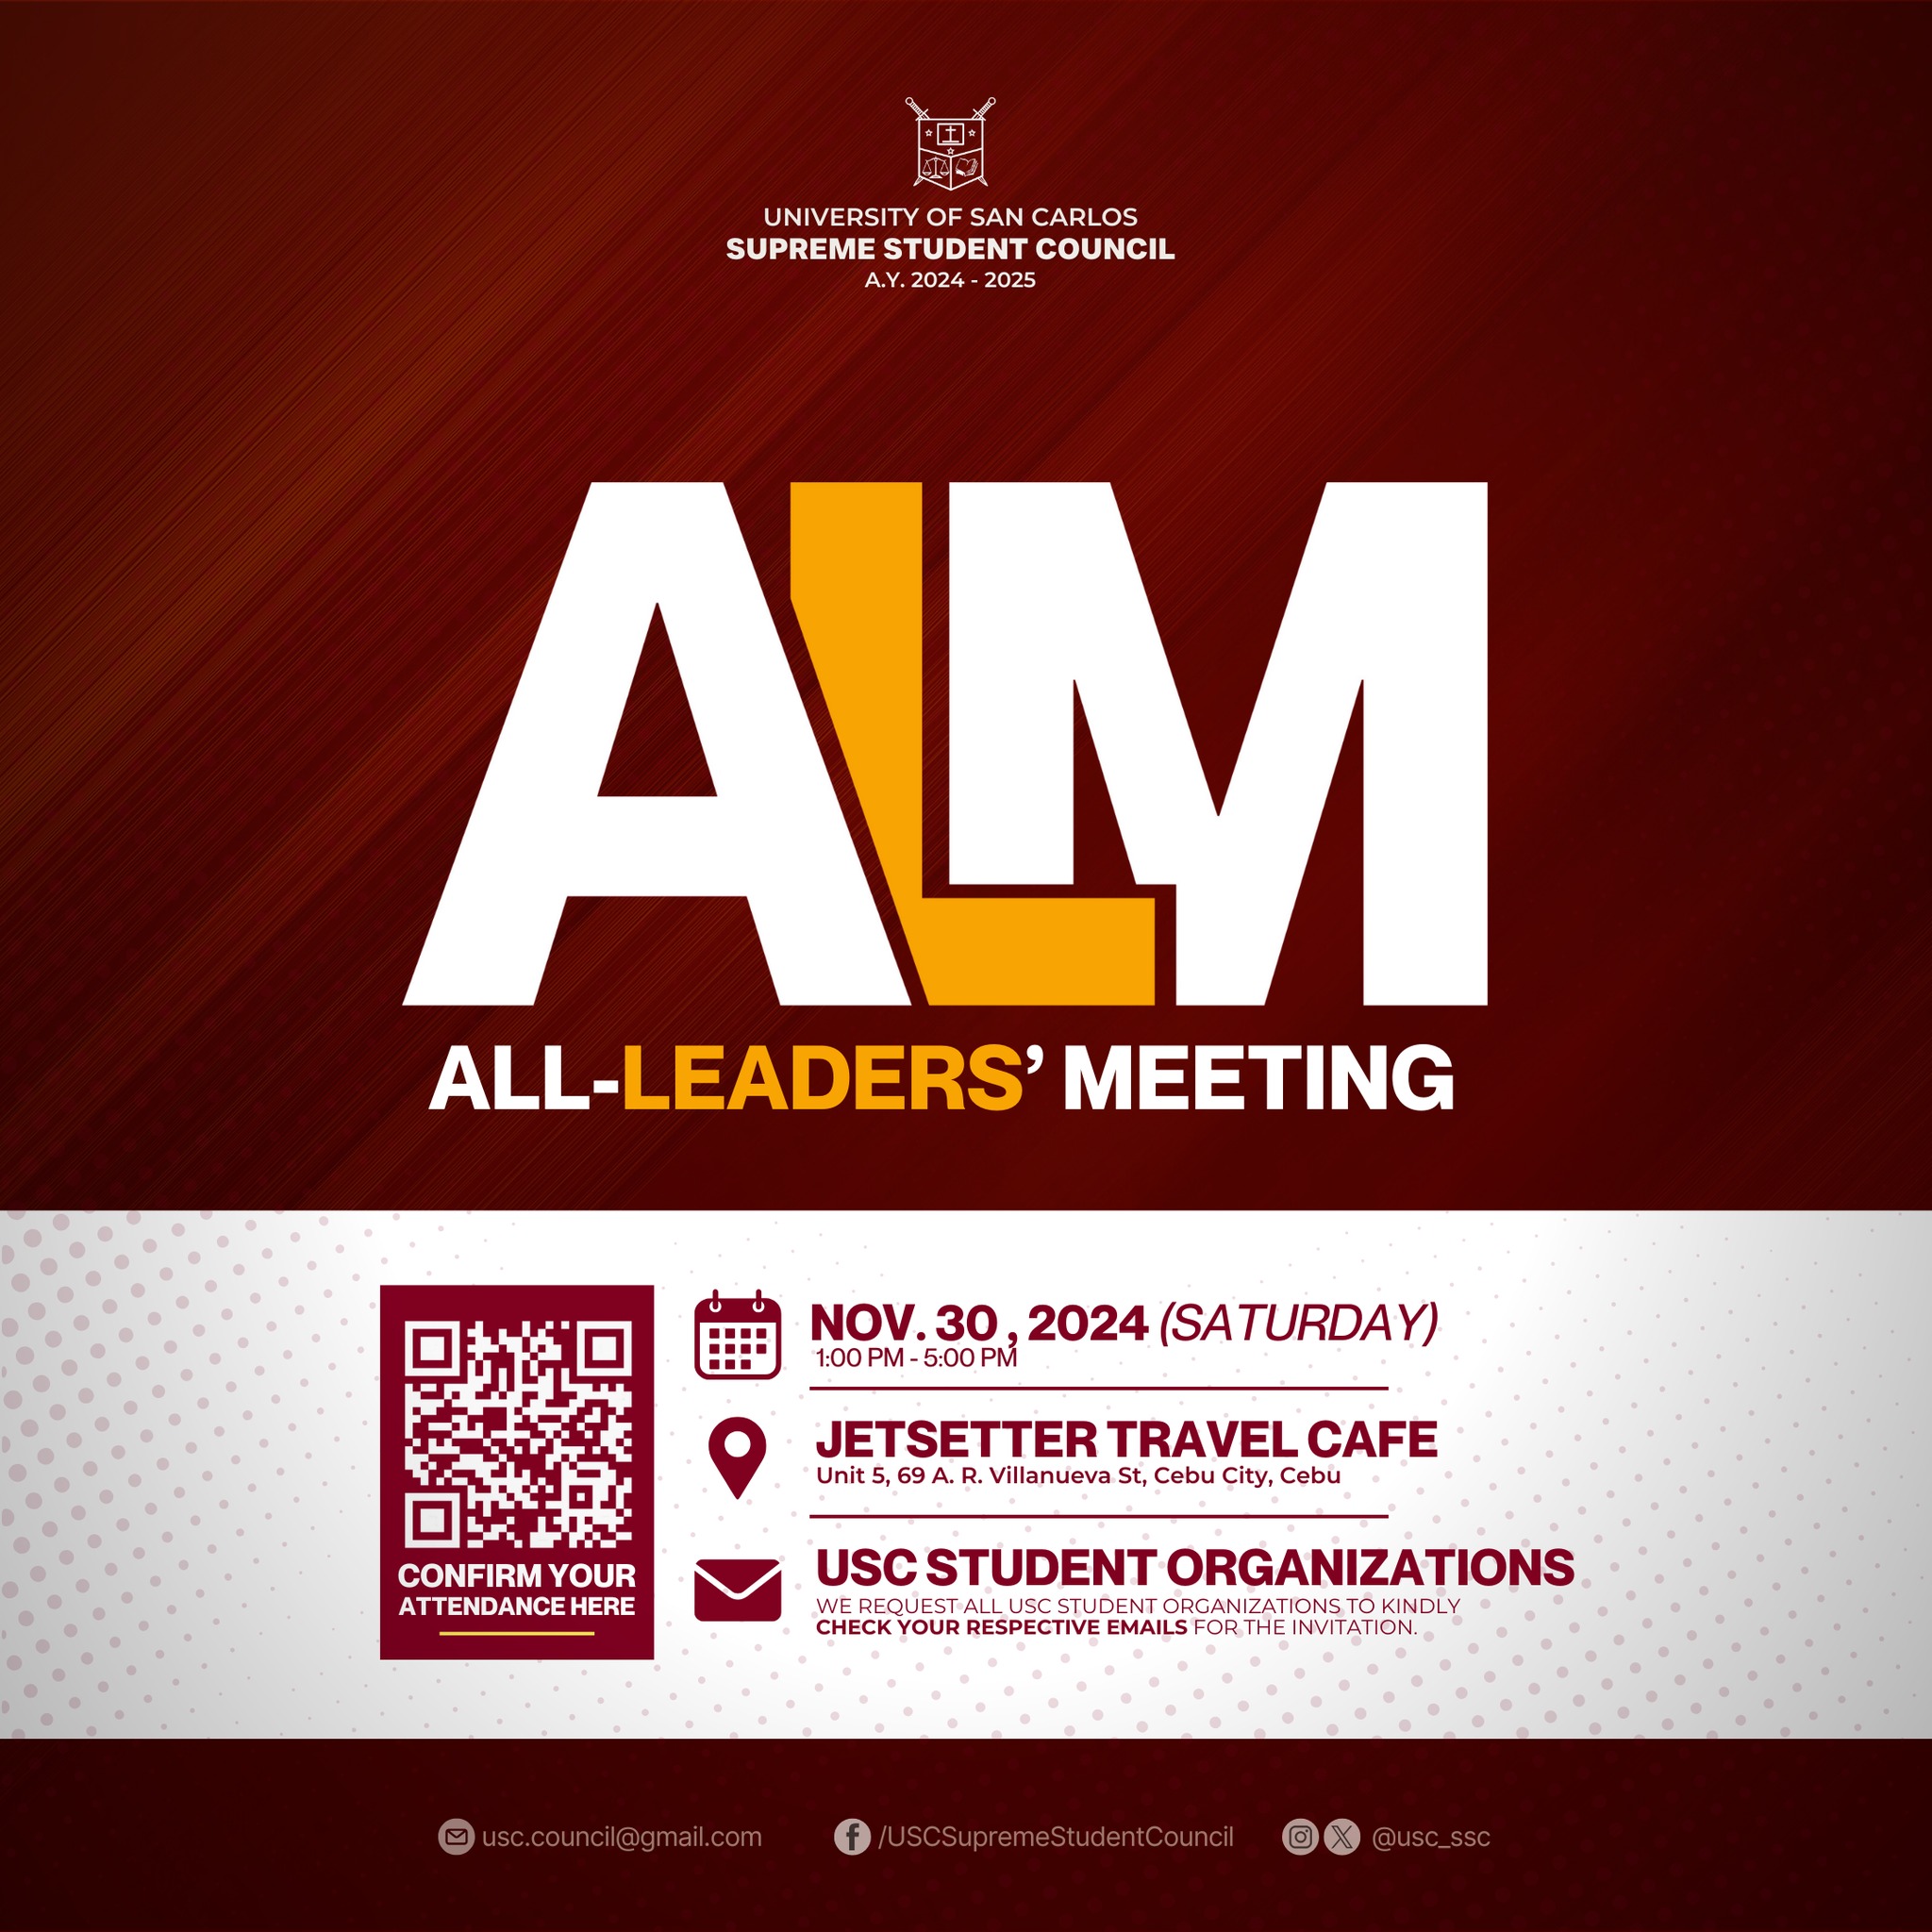 UNIVERSITY OF SAN CARLOS
SUPREME STUDENT COUNCIL
A.Y. 2024 - 2025
ALM
ALL-LEADERS’ MEETING
CONFIRM YOUR
ATTENDANCE HERE
NOV. 30 , 2024 (SATURDAY)
1:00 PM - 5:00 PM
JETSETTER TRAVEL CAFE
Unit 5, 69 A. R. Villanueva St, Cebu City, Cebu
USC STUDENT ORGANIZATIONS
WE REQUEST ALL USC STUDENT ORGANIZATIONS TO KINDLY
CHECK YOUR RESPECTIVE EMAILS FOR THE INVITATION.
usc.council@gmail.com /USCSupremeStudentCouncil @usc_ssc